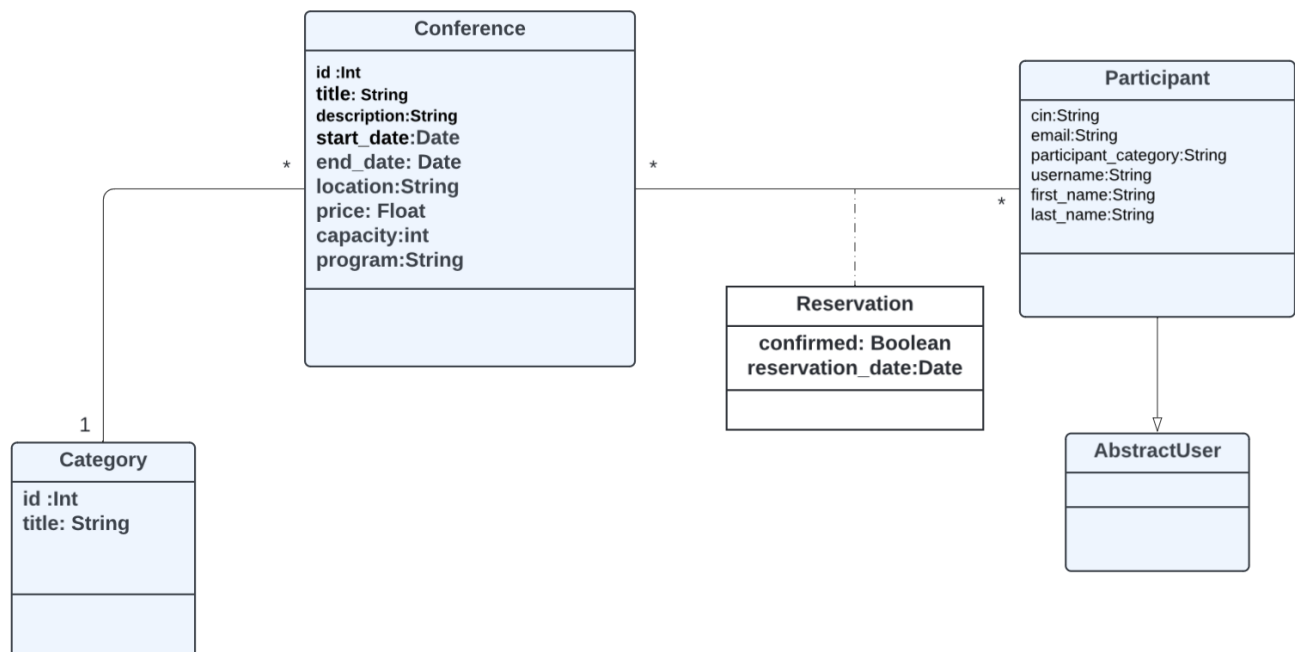 Conference
id :Int
title: String
description:String
start_date:Date
end_date: Date
location:String
price: Float
capacity:int
program:String
Participant
cin:String
email:String
participant_category:String
username:String
first_name:String
last_name:String
*
*
*
Reservation
confirmed: Boolean
reservation_date:Date
1
Category
id :Int
title: String
AbstractUser